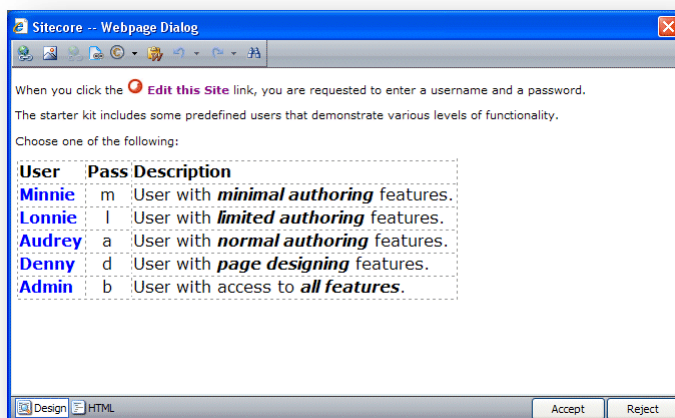 Sitecore -- Webpage Dialog
When you click the Edit this Site link, you are requested to enter a username and a password.
The starter kit includes some predefined users that demonstrate various levels of functionality.
Choose one of the following:
User Pass Description
Minnie m User with minimal authoring features.
Lonnie l User with limited authoring features.
Audrey a User with normal authoring features.
Denny d User with page designing features.
Admin b User with access to all features.
Design HTML Accept Reject